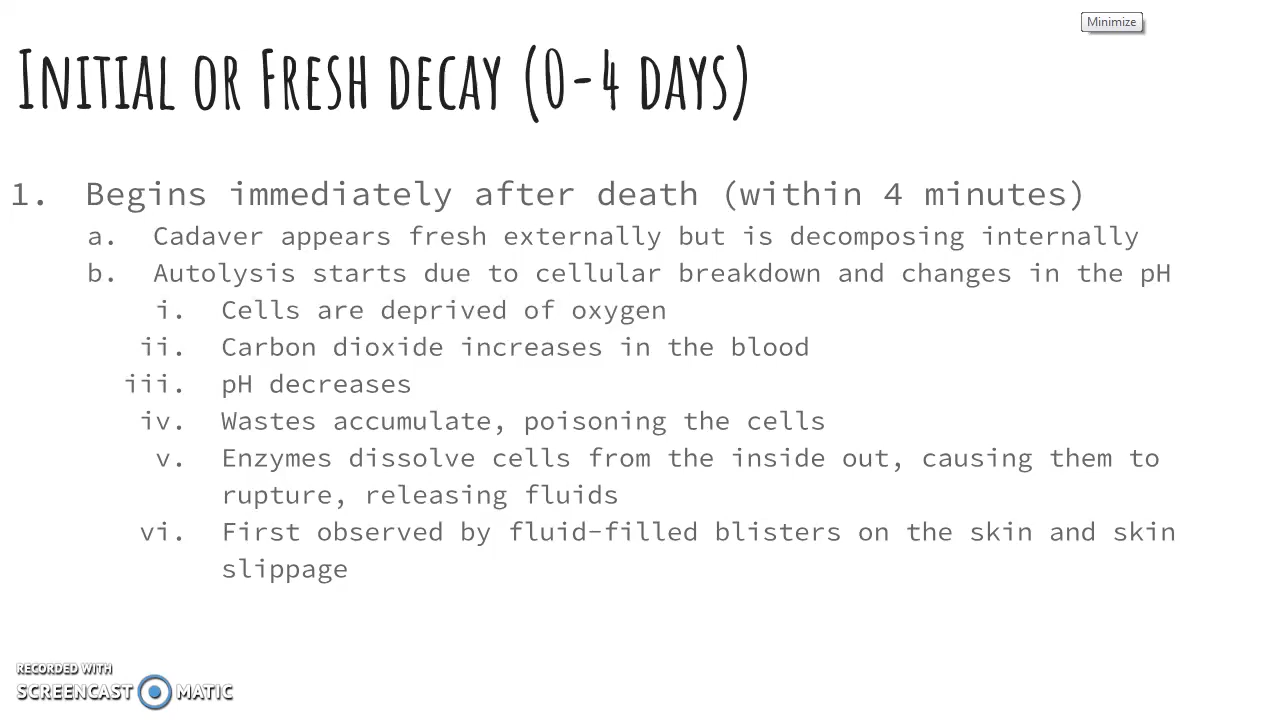 Minimize
Initial or Fresh decay (0-4 days)
1. Begins immediately after death (within 4 minutes)
a. Cadaver appears fresh externally but is decomposing internally
b. Autolysis starts due to cellular breakdown and changes in the pH
i. Cells are deprived of oxygen
ii. Carbon dioxide increases in the blood
iii. pH decreases
iv. Wastes accumulate, poisoning the cells
v. Enzymes dissolve cells from the inside out, causing them to
rupture, releasing fluids
vi. First observed by fluid-filled blisters on the skin and skin
slippage
RECORDED WITH
SCREENCAST MATIC